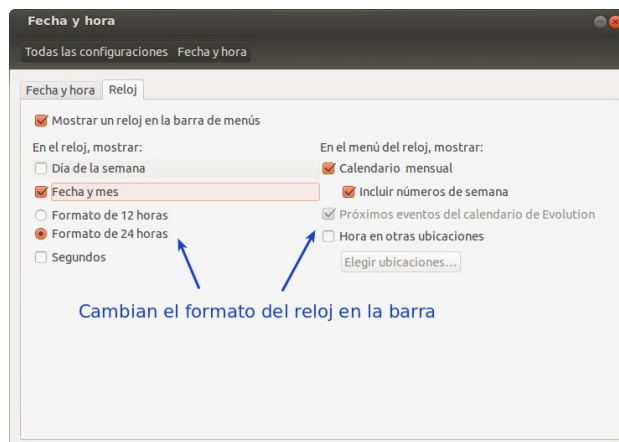 Fecha y hora
Todas las configuraciones Fecha y hora
Fecha y hora Reloj
Mostrar un reloj en la barra de menús
En el reloj, mostrar:
Día de la semana
Fecha y mes
Formato de 12 horas
Formato de 24 horas
Segundos
En el menú del reloj, mostrar:
Calendario mensual
Incluir números de semana
Próximos eventos del calendario de Evolution
Hora en otras ubicaciones
Elegir ubicaciones...
Cambian el formato del reloj en la barra